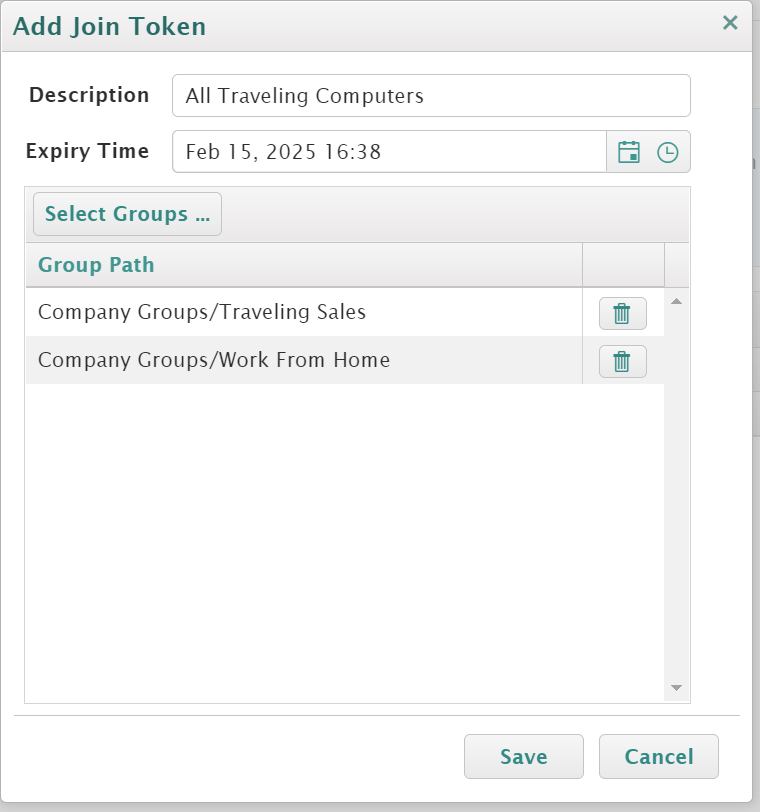 Add Join Token
Description All Traveling Computers
Expiry Time Feb 15, 2025 16:38
Select Groups ...
Group Path
Company Groups/Traveling Sales
Company Groups/Work From Home
Save Cancel